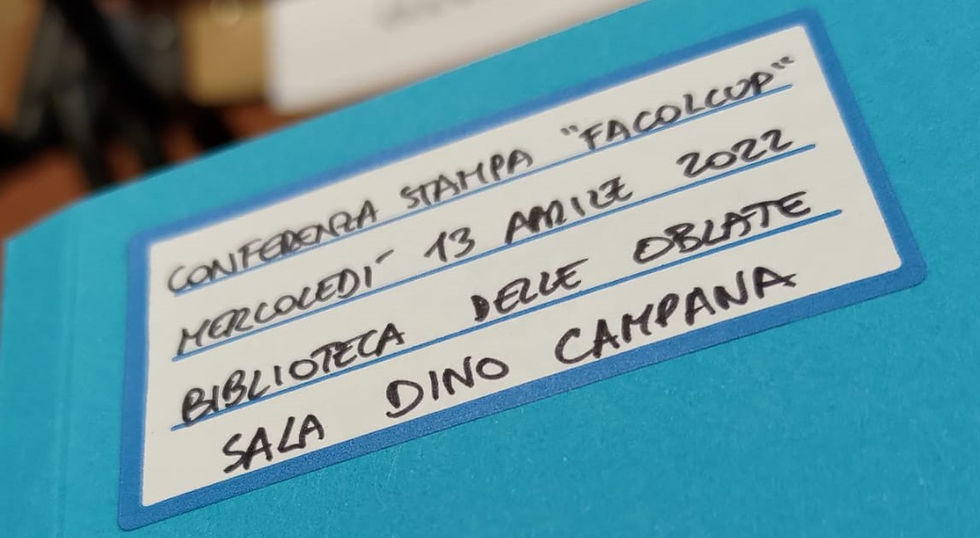 CONFERENZA STAMPA "FACOLCUP"
MERCOLEDI´ 13 APRILE 2022
BIBLIOTECA DELLE OBLATE
SALA DINO CAMPANA